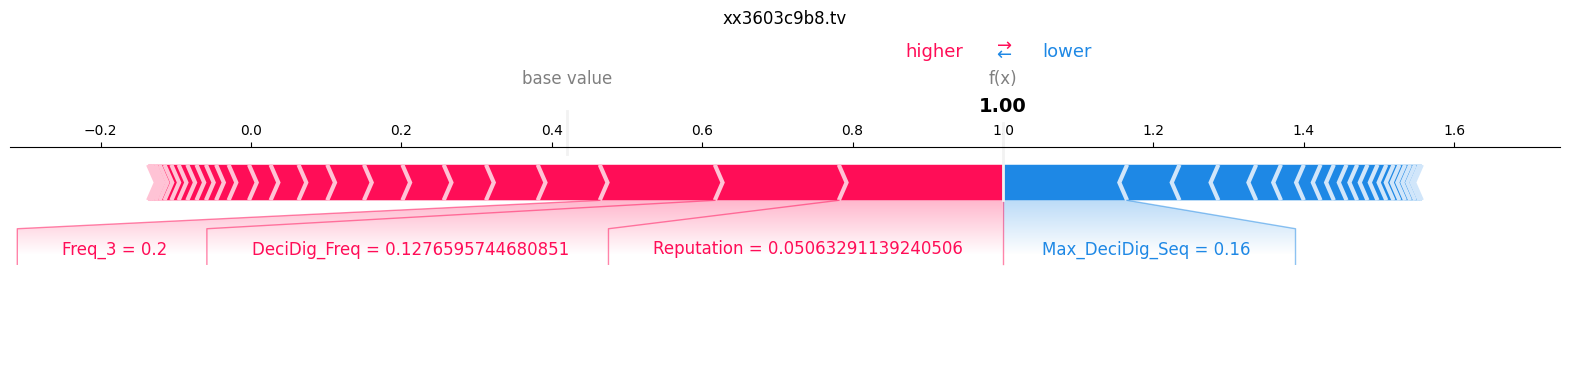 xx3603c9b8.tv
higher ⇄ lower
base value f(x)
1.00
−0.2 0.0 0.2 0.4 0.6 0.8 1.0 1.2 1.4 1.6
Freq_3 = 0.2 DeciDig_Freq = 0.1276595744680851 Reputation = 0.05063291139240506 Max_DeciDig_Seq = 0.16